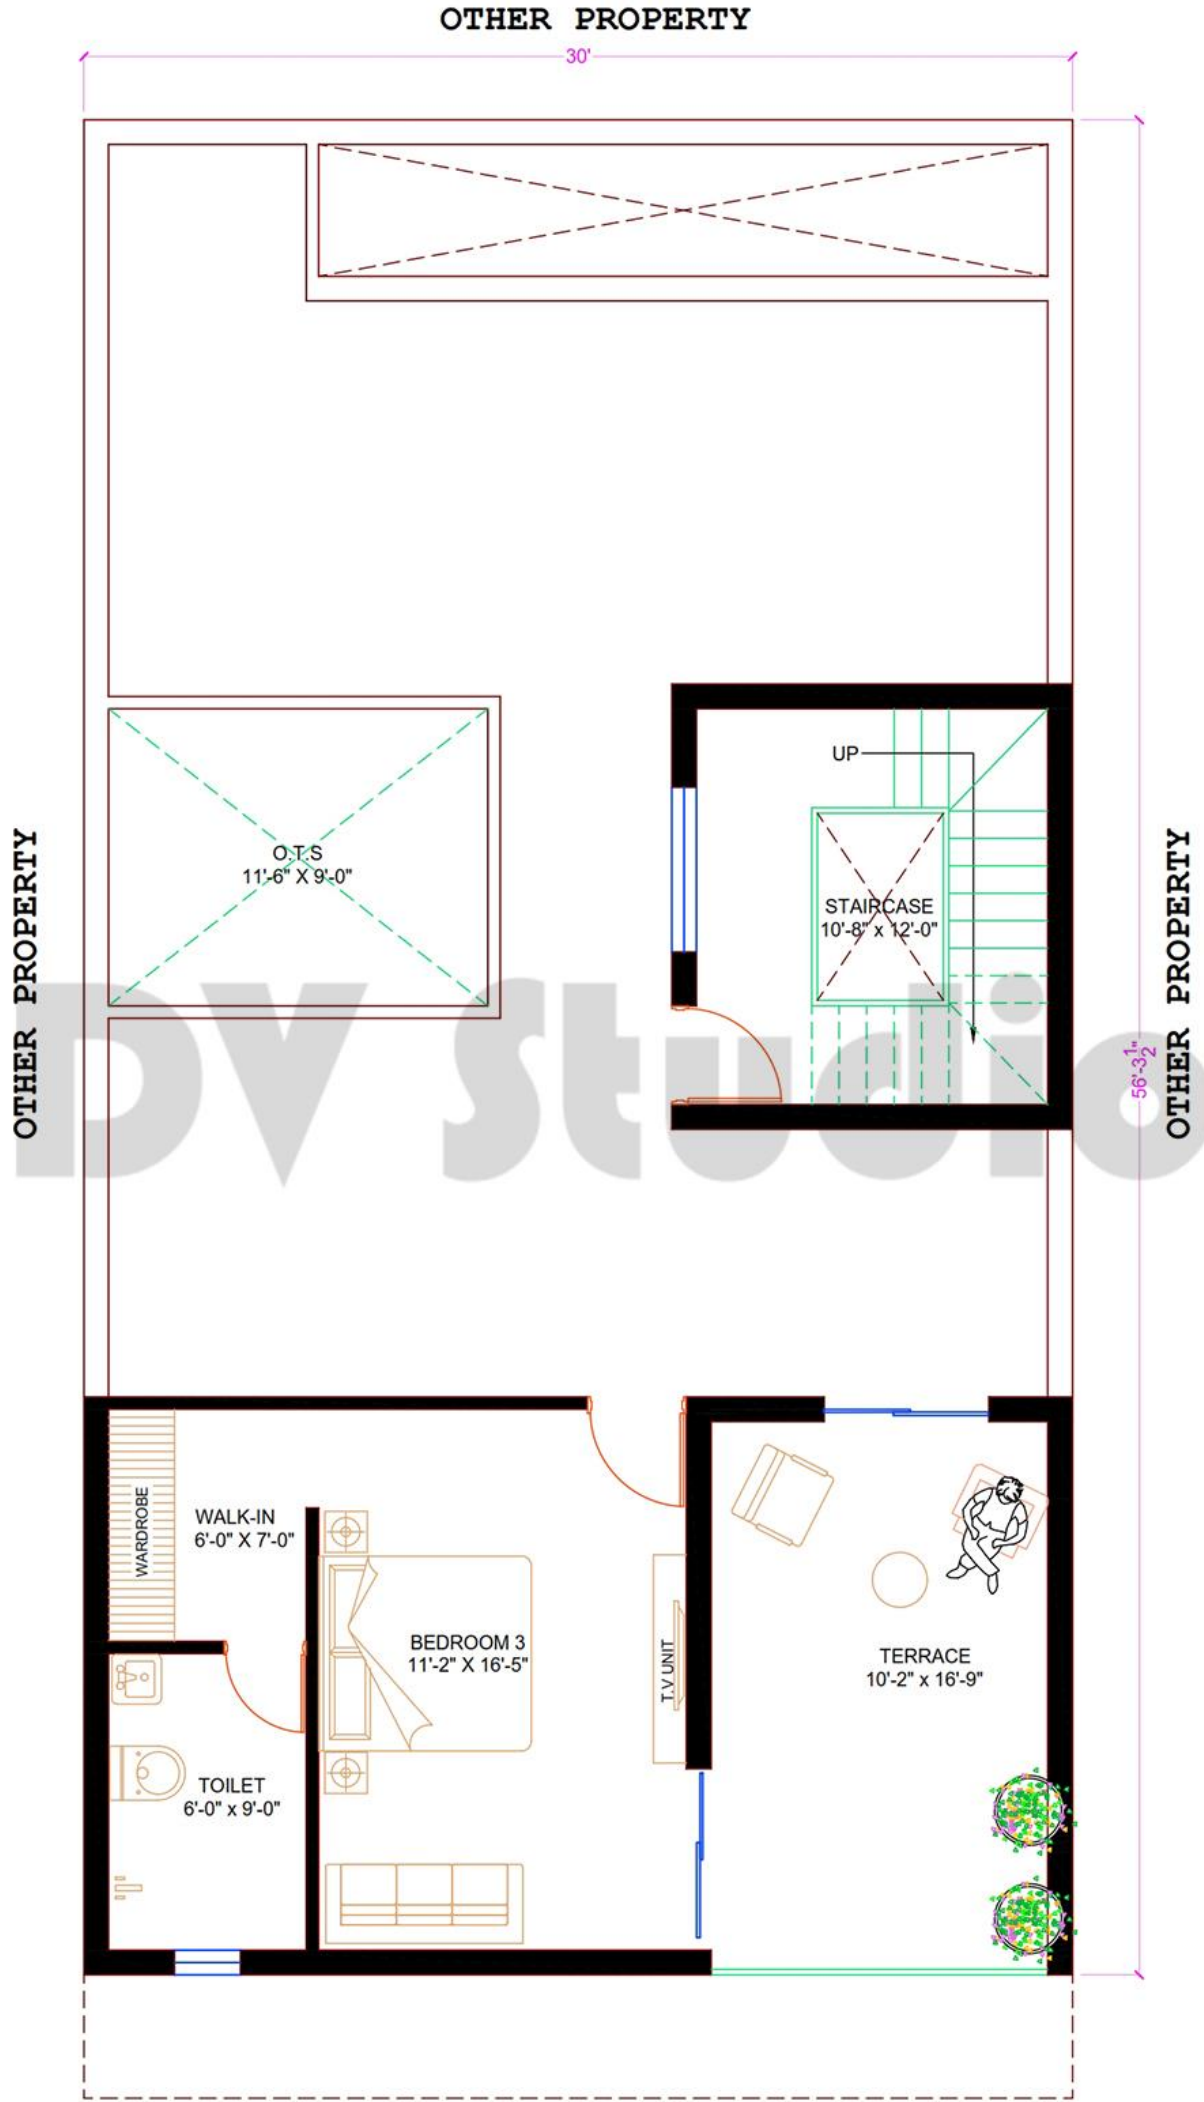 OTHER PROPERTY
30'
UP
O.T.S
11'-6" X 9'-0"
STAIRCASE
10'-8" x 12'-0"
OTHER PROPERTY
OTHER PROPERTY
DV Studio
56'-3 1/2"
WARDROBE
WALK-IN
6'-0" X 7'-0"
BEDROOM 3
11'-2" X 16'-5"
T.V UNIT
TERRACE
10'-2" x 16'-9"
TOILET
6'-0" x 9'-0"